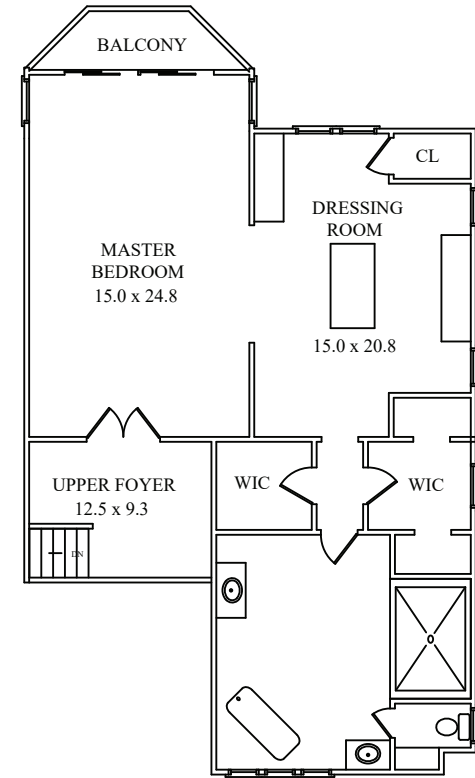 BALCONY
CL
DRESSING
ROOM
15.0 x 20.8
MASTER
BEDROOM
15.0 x 24.8
UPPER FOYER
12.5 x 9.3
DN
WIC
WIC